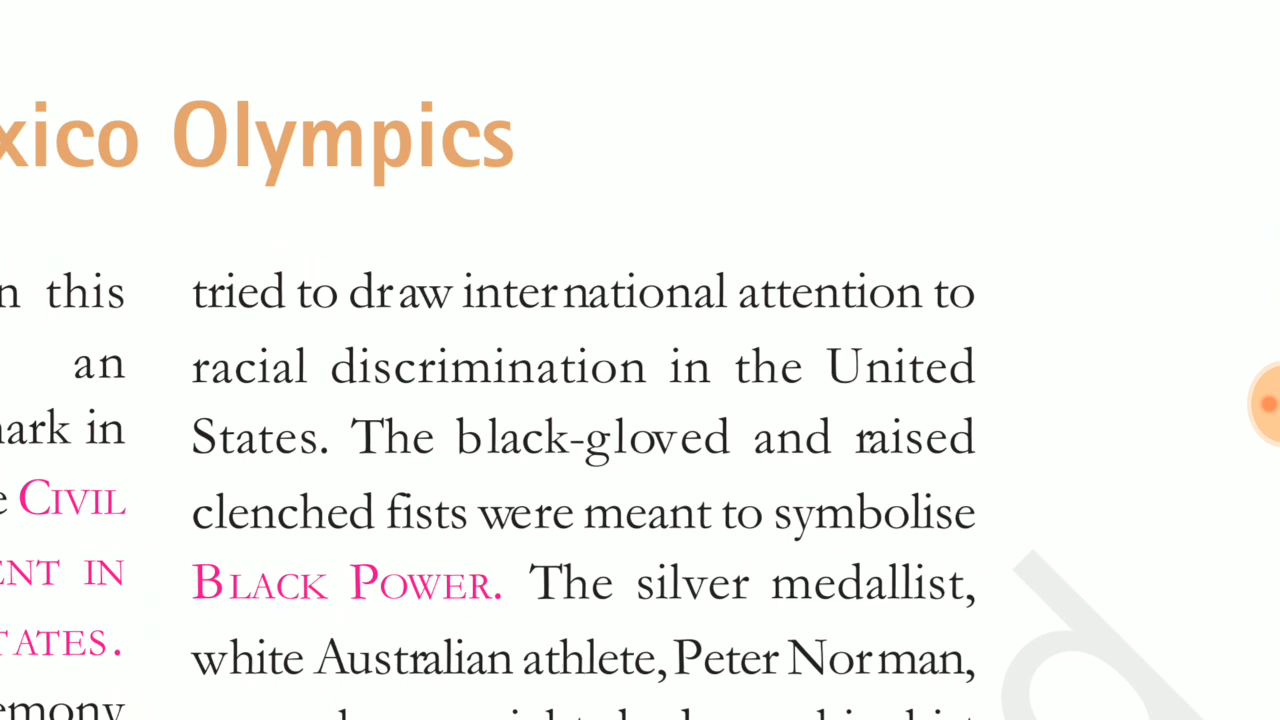 xico Olympics
n this
an
ark in
e CIVIL
ENT IN
TATES.
emony
tried to draw international attention to
racial discrimination in the United
States. The black-gloved and raised
clenched fists were meant to symbolise
BLACK POWER. The silver medallist,
white Australian athlete, Peter Norman,